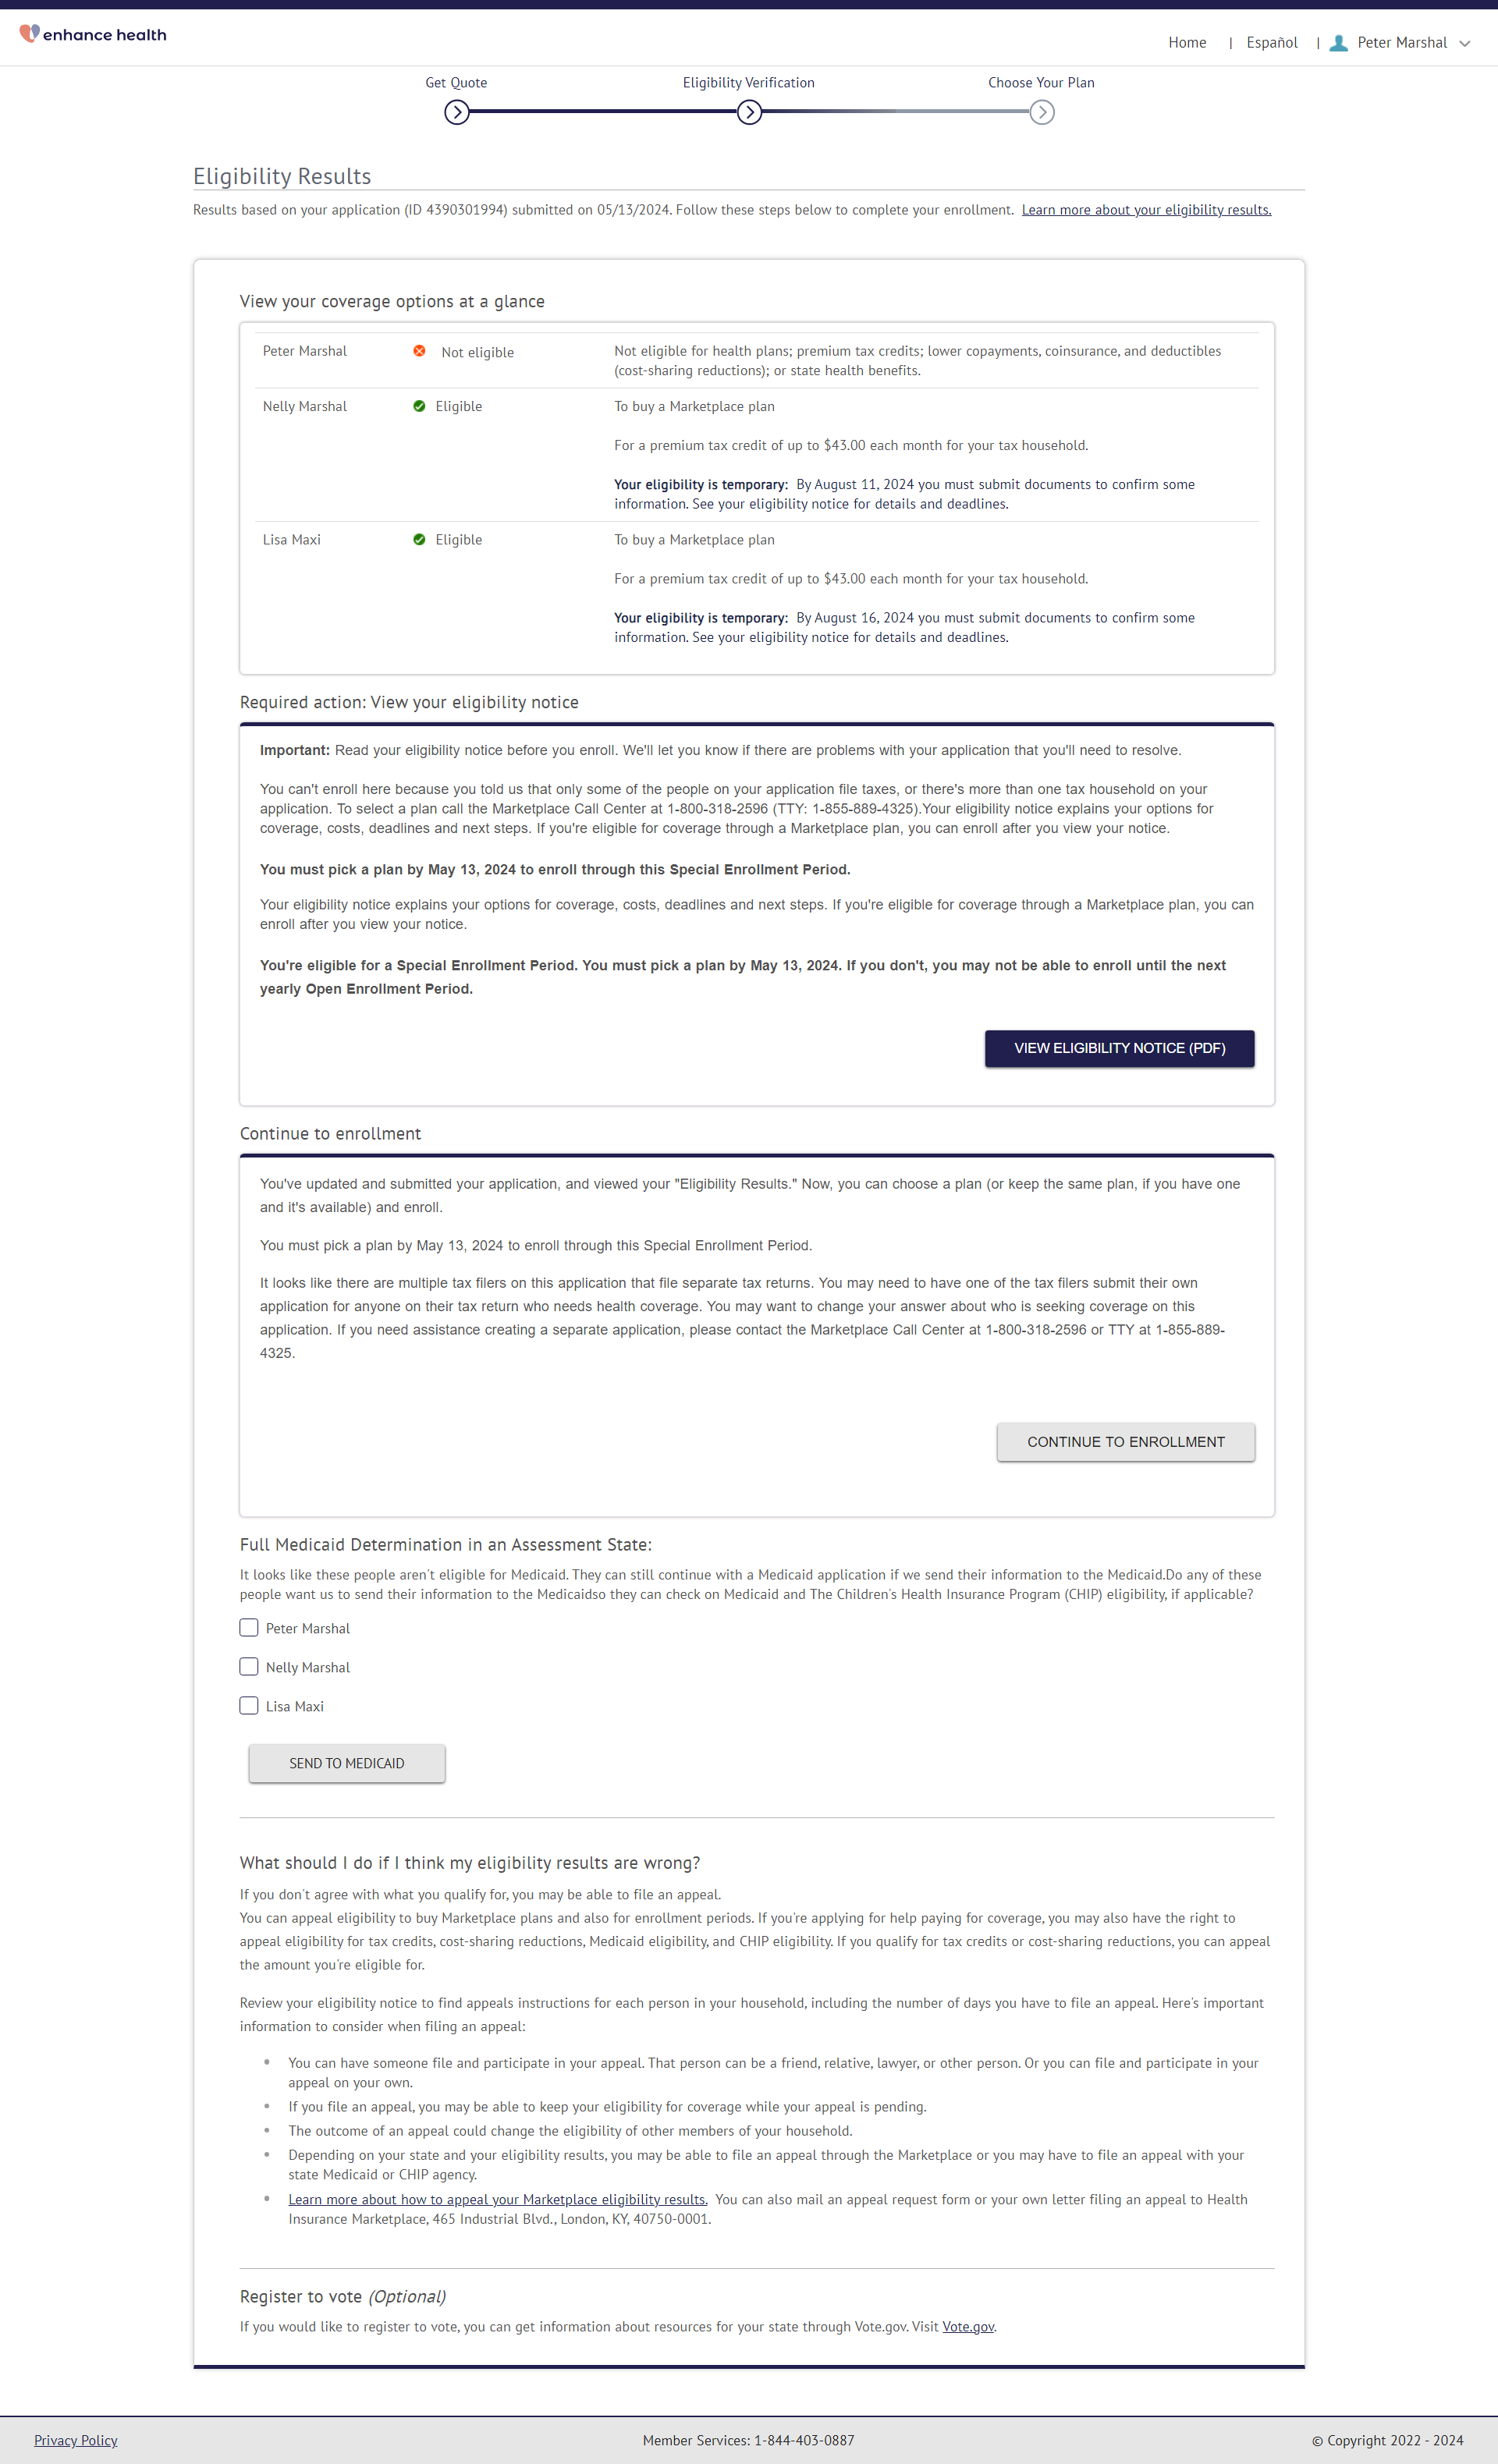 enhance health
Home | Español | Peter Marshal
Get Quote Eligibility Verification Choose Your Plan
Eligibility Results
Results based on your application (ID 4390301994) submitted on 05/13/2024. Follow these steps below to complete your enrollment. Learn more about your eligibility results.
View your coverage options at a glance
Peter Marshal Not eligible Not eligible for health plans; premium tax credits; lower copayments, coinsurance, and deductibles
(cost-sharing reductions); or state health benefits.
Nelly Marshal Eligible To buy a Marketplace plan
For a premium tax credit of up to $43.00 each month for your tax household.
Your eligibility is temporary: By August 11, 2024 you must submit documents to confirm some
information. See your eligibility notice for details and deadlines.
Lisa Maxi Eligible To buy a Marketplace plan
For a premium tax credit of up to $43.00 each month for your tax household.
Your eligibility is temporary: By August 16, 2024 you must submit documents to confirm some
information. See your eligibility notice for details and deadlines.
Required action: View your eligibility notice
Important: Read your eligibility notice before you enroll. We'll let you know if there are problems with your application that you'll need to resolve.
You can't enroll here because you told us that only some of the people on your application file taxes, or there's more than one tax household on your
application. To select a plan call the Marketplace Call Center at 1-800-318-2596 (TTY: 1-855-889-4325).Your eligibility notice explains your options for
coverage, costs, deadlines and next steps. If you're eligible for coverage through a Marketplace plan, you can enroll after you view your notice.
You must pick a plan by May 13, 2024 to enroll through this Special Enrollment Period.
Your eligibility notice explains your options for coverage, costs, deadlines and next steps. If you're eligible for coverage through a Marketplace plan, you can
enroll after you view your notice.
You're eligible for a Special Enrollment Period. You must pick a plan by May 13, 2024. If you don't, you may not be able to enroll until the next
yearly Open Enrollment Period.
VIEW ELIGIBILITY NOTICE (PDF)
Continue to enrollment
You've updated and submitted your application, and viewed your "Eligibility Results." Now, you can choose a plan (or keep the same plan, if you have one
and it's available) and enroll.
You must pick a plan by May 13, 2024 to enroll through this Special Enrollment Period.
It looks like there are multiple tax filers on this application that file separate tax returns. You may need to have one of the tax filers submit their own
application for anyone on their tax return who needs health coverage. You may want to change your answer about who is seeking coverage on this
application. If you need assistance creating a separate application, please contact the Marketplace Call Center at 1-800-318-2596 or TTY at 1-855-889-
4325.
CONTINUE TO ENROLLMENT
Full Medicaid Determination in an Assessment State:
It looks like these people aren't eligible for Medicaid. They can still continue with a Medicaid application if we send their information to the Medicaid.Do any of these
people want us to send their information to the Medicaidso they can check on Medicaid and The Children's Health Insurance Program (CHIP) eligibility, if applicable?
Peter Marshal
Nelly Marshal
Lisa Maxi
SEND TO MEDICAID
What should I do if I think my eligibility results are wrong?
If you don't agree with what you qualify for, you may be able to file an appeal.
You can appeal eligibility to buy Marketplace plans and also for enrollment periods. If you're applying for help paying for coverage, you may also have the right to
appeal eligibility for tax credits, cost-sharing reductions, Medicaid eligibility, and CHIP eligibility. If you qualify for tax credits or cost-sharing reductions, you can appeal
the amount you're eligible for.
Review your eligibility notice to find appeals instructions for each person in your household, including the number of days you have to file an appeal. Here's important
information to consider when filing an appeal:
• You can have someone file and participate in your appeal. That person can be a friend, relative, lawyer, or other person. Or you can file and participate in your
appeal on your own.
• If you file an appeal, you may be able to keep your eligibility for coverage while your appeal is pending.
• The outcome of an appeal could change the eligibility of other members of your household.
• Depending on your state and your eligibility results, you may be able to file an appeal through the Marketplace or you may have to file an appeal with your
state Medicaid or CHIP agency.
• Learn more about how to appeal your Marketplace eligibility results. You can also mail an appeal request form or your own letter filing an appeal to Health
Insurance Marketplace, 465 Industrial Blvd., London, KY, 40750-0001.
Register to vote (Optional)
If you would like to register to vote, you can get information about resources for your state through Vote.gov. Visit Vote.gov.
Privacy Policy Member Services: 1-844-403-0887 © Copyright 2022 - 2024